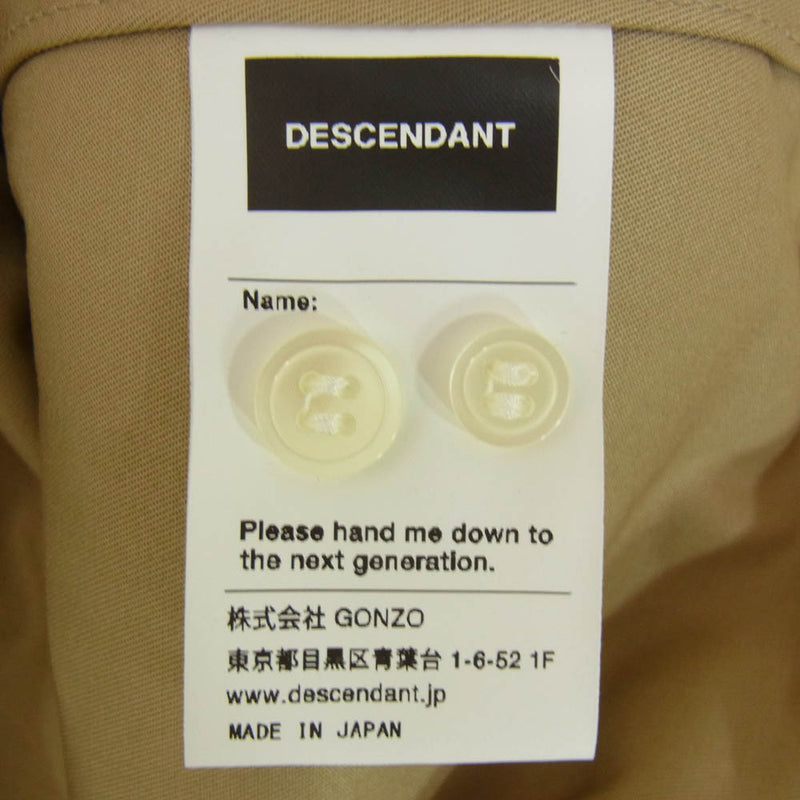 DESCENDANT
Name:
Please hand me down to
the next generation.
株式会社 GONZO
東京都目黒区青葉台 1-6-52 1F
www.descendant.jp
MADE IN JAPAN